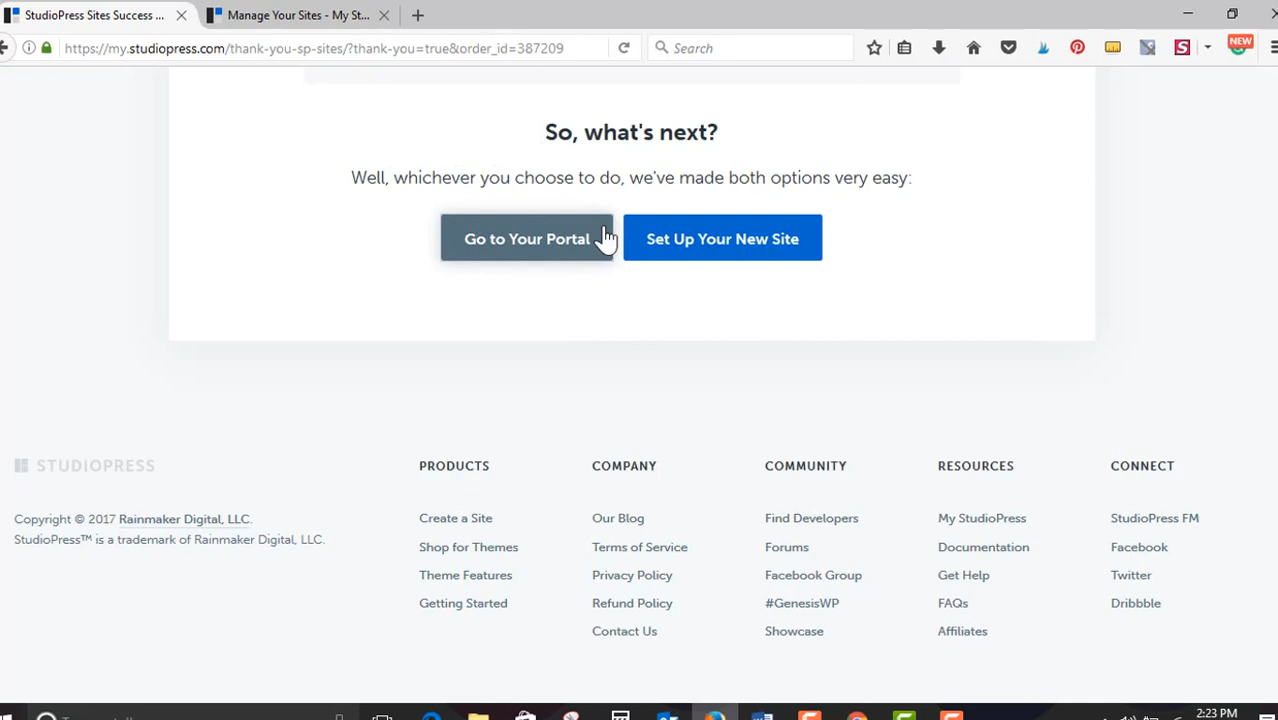 StudioPress Sites Success ...
Manage Your Sites - My St...
https://my.studiopress.com/thank-you-sp-sites/?thank-you=true&order_id=387209
Search
NEW
So, what's next?
Well, whichever you choose to do, we've made both options very easy:
Go to Your Portal
Set Up Your New Site
STUDIOPRESS
Copyright © 2017 Rainmaker Digital, LLC.
StudioPress™ is a trademark of Rainmaker Digital, LLC.
PRODUCTS
Create a Site
Shop for Themes
Theme Features
Getting Started
COMPANY
Our Blog
Terms of Service
Privacy Policy
Refund Policy
Contact Us
COMMUNITY
Find Developers
Forums
Facebook Group
#GenesisWP
Showcase
RESOURCES
My StudioPress
Documentation
Get Help
FAQs
Affiliates
CONNECT
StudioPress FM
Facebook
Twitter
Dribbble
2:23 PM